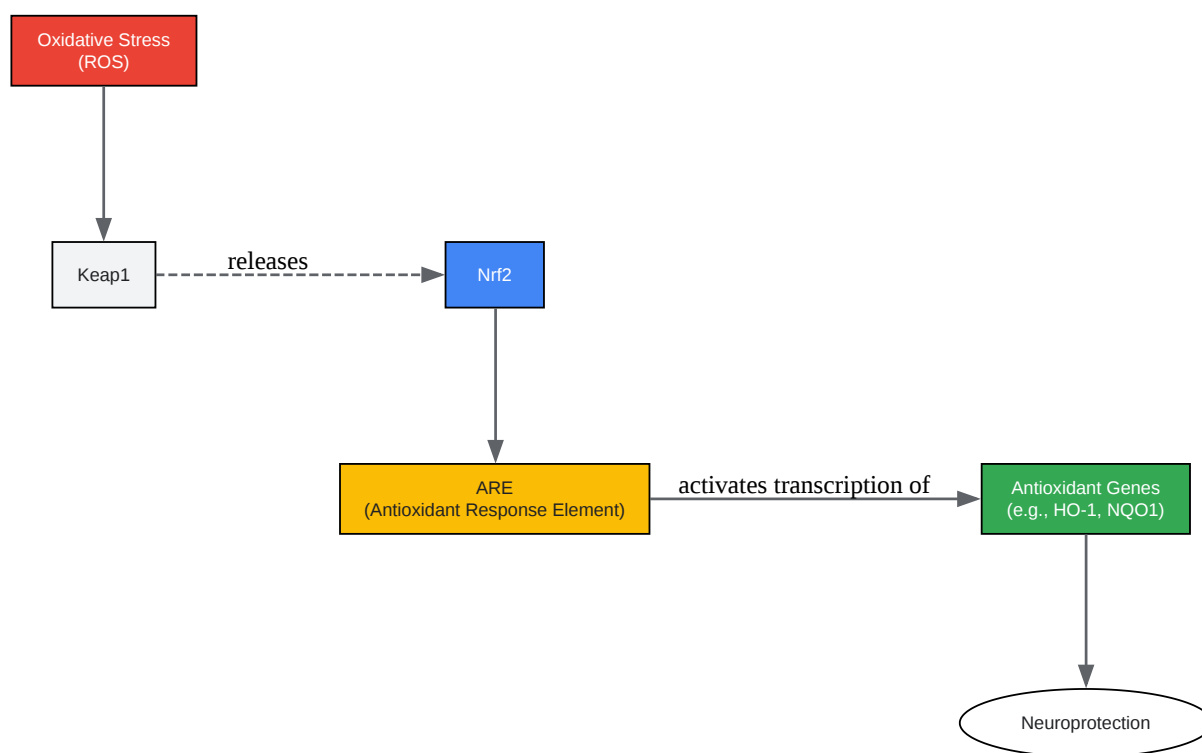 Oxidative Stress
(ROS)
Keap1
releases
Nrf2
ARE
(Antioxidant Response Element)
activates transcription of
Antioxidant Genes
(e.g., HO-1, NQO1)
Neuroprotection